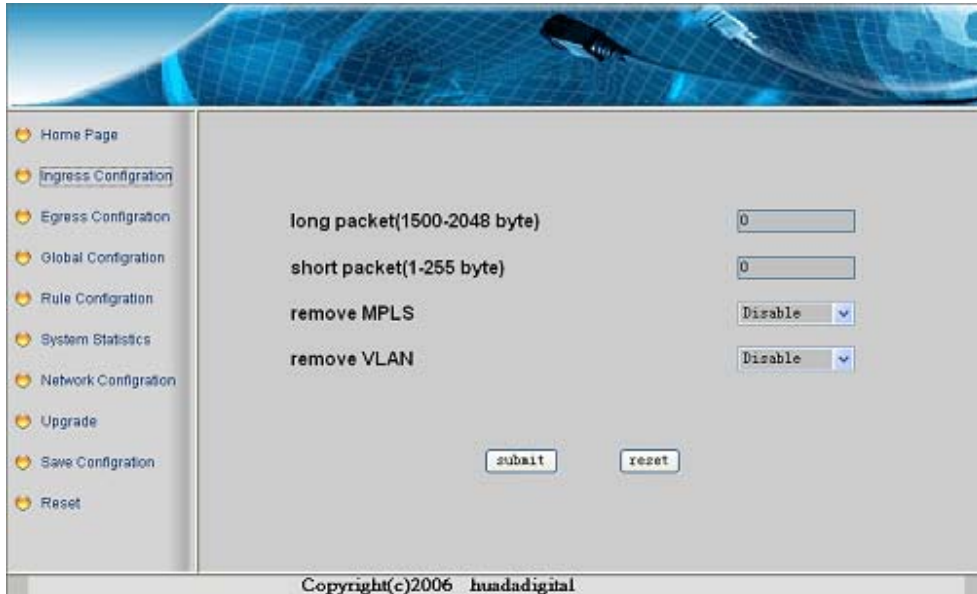 Home Page
Ingress Configration
Egress Configration
Global Configration
Rule Configration
System Statistics
Network Configration
Upgrade
Save Configration
Reset
long packet(1500-2048 byte)
0
short packet(1-255 byte)
0
remove MPLS
Disable
remove VLAN
Disable
submit
reset
Copyright(c)2006 huadadigital